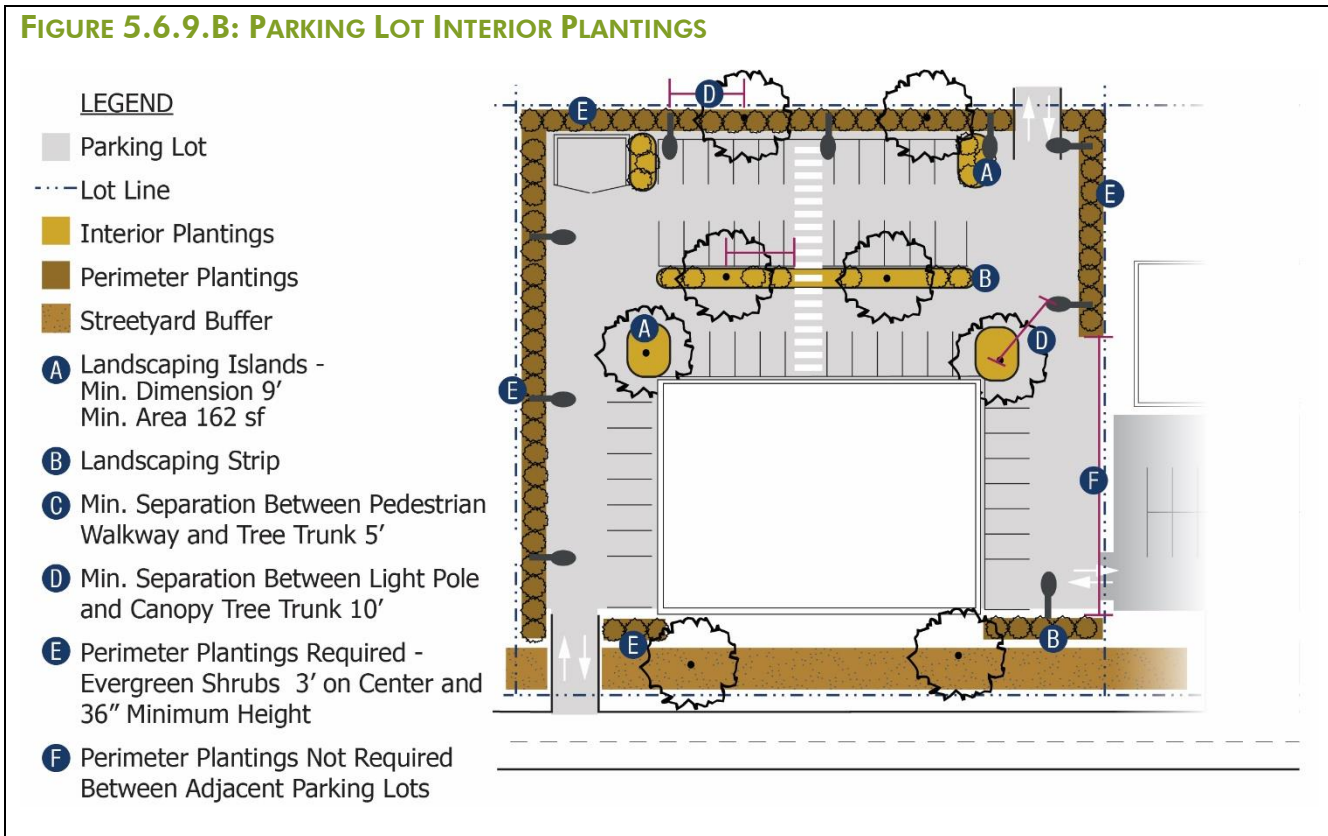 FIGURE 5.6.9.B: PARKING LOT INTERIOR PLANTINGS
LEGEND
Parking Lot
Lot Line
Interior Plantings
Perimeter Plantings
Streetyard Buffer
A Landscaping Islands -
Min. Dimension 9′
Min. Area 162 sf
B Landscaping Strip
C Min. Separation Between Pedestrian
Walkway and Tree Trunk 5′
D Min. Separation Between Light Pole
and Canopy Tree Trunk 10′
E Perimeter Plantings Required -
Evergreen Shrubs 3′ on Center and
36″ Minimum Height
F Perimeter Plantings Not Required
Between Adjacent Parking Lots
D
E
A
E
B
A
D
E
F
E
B